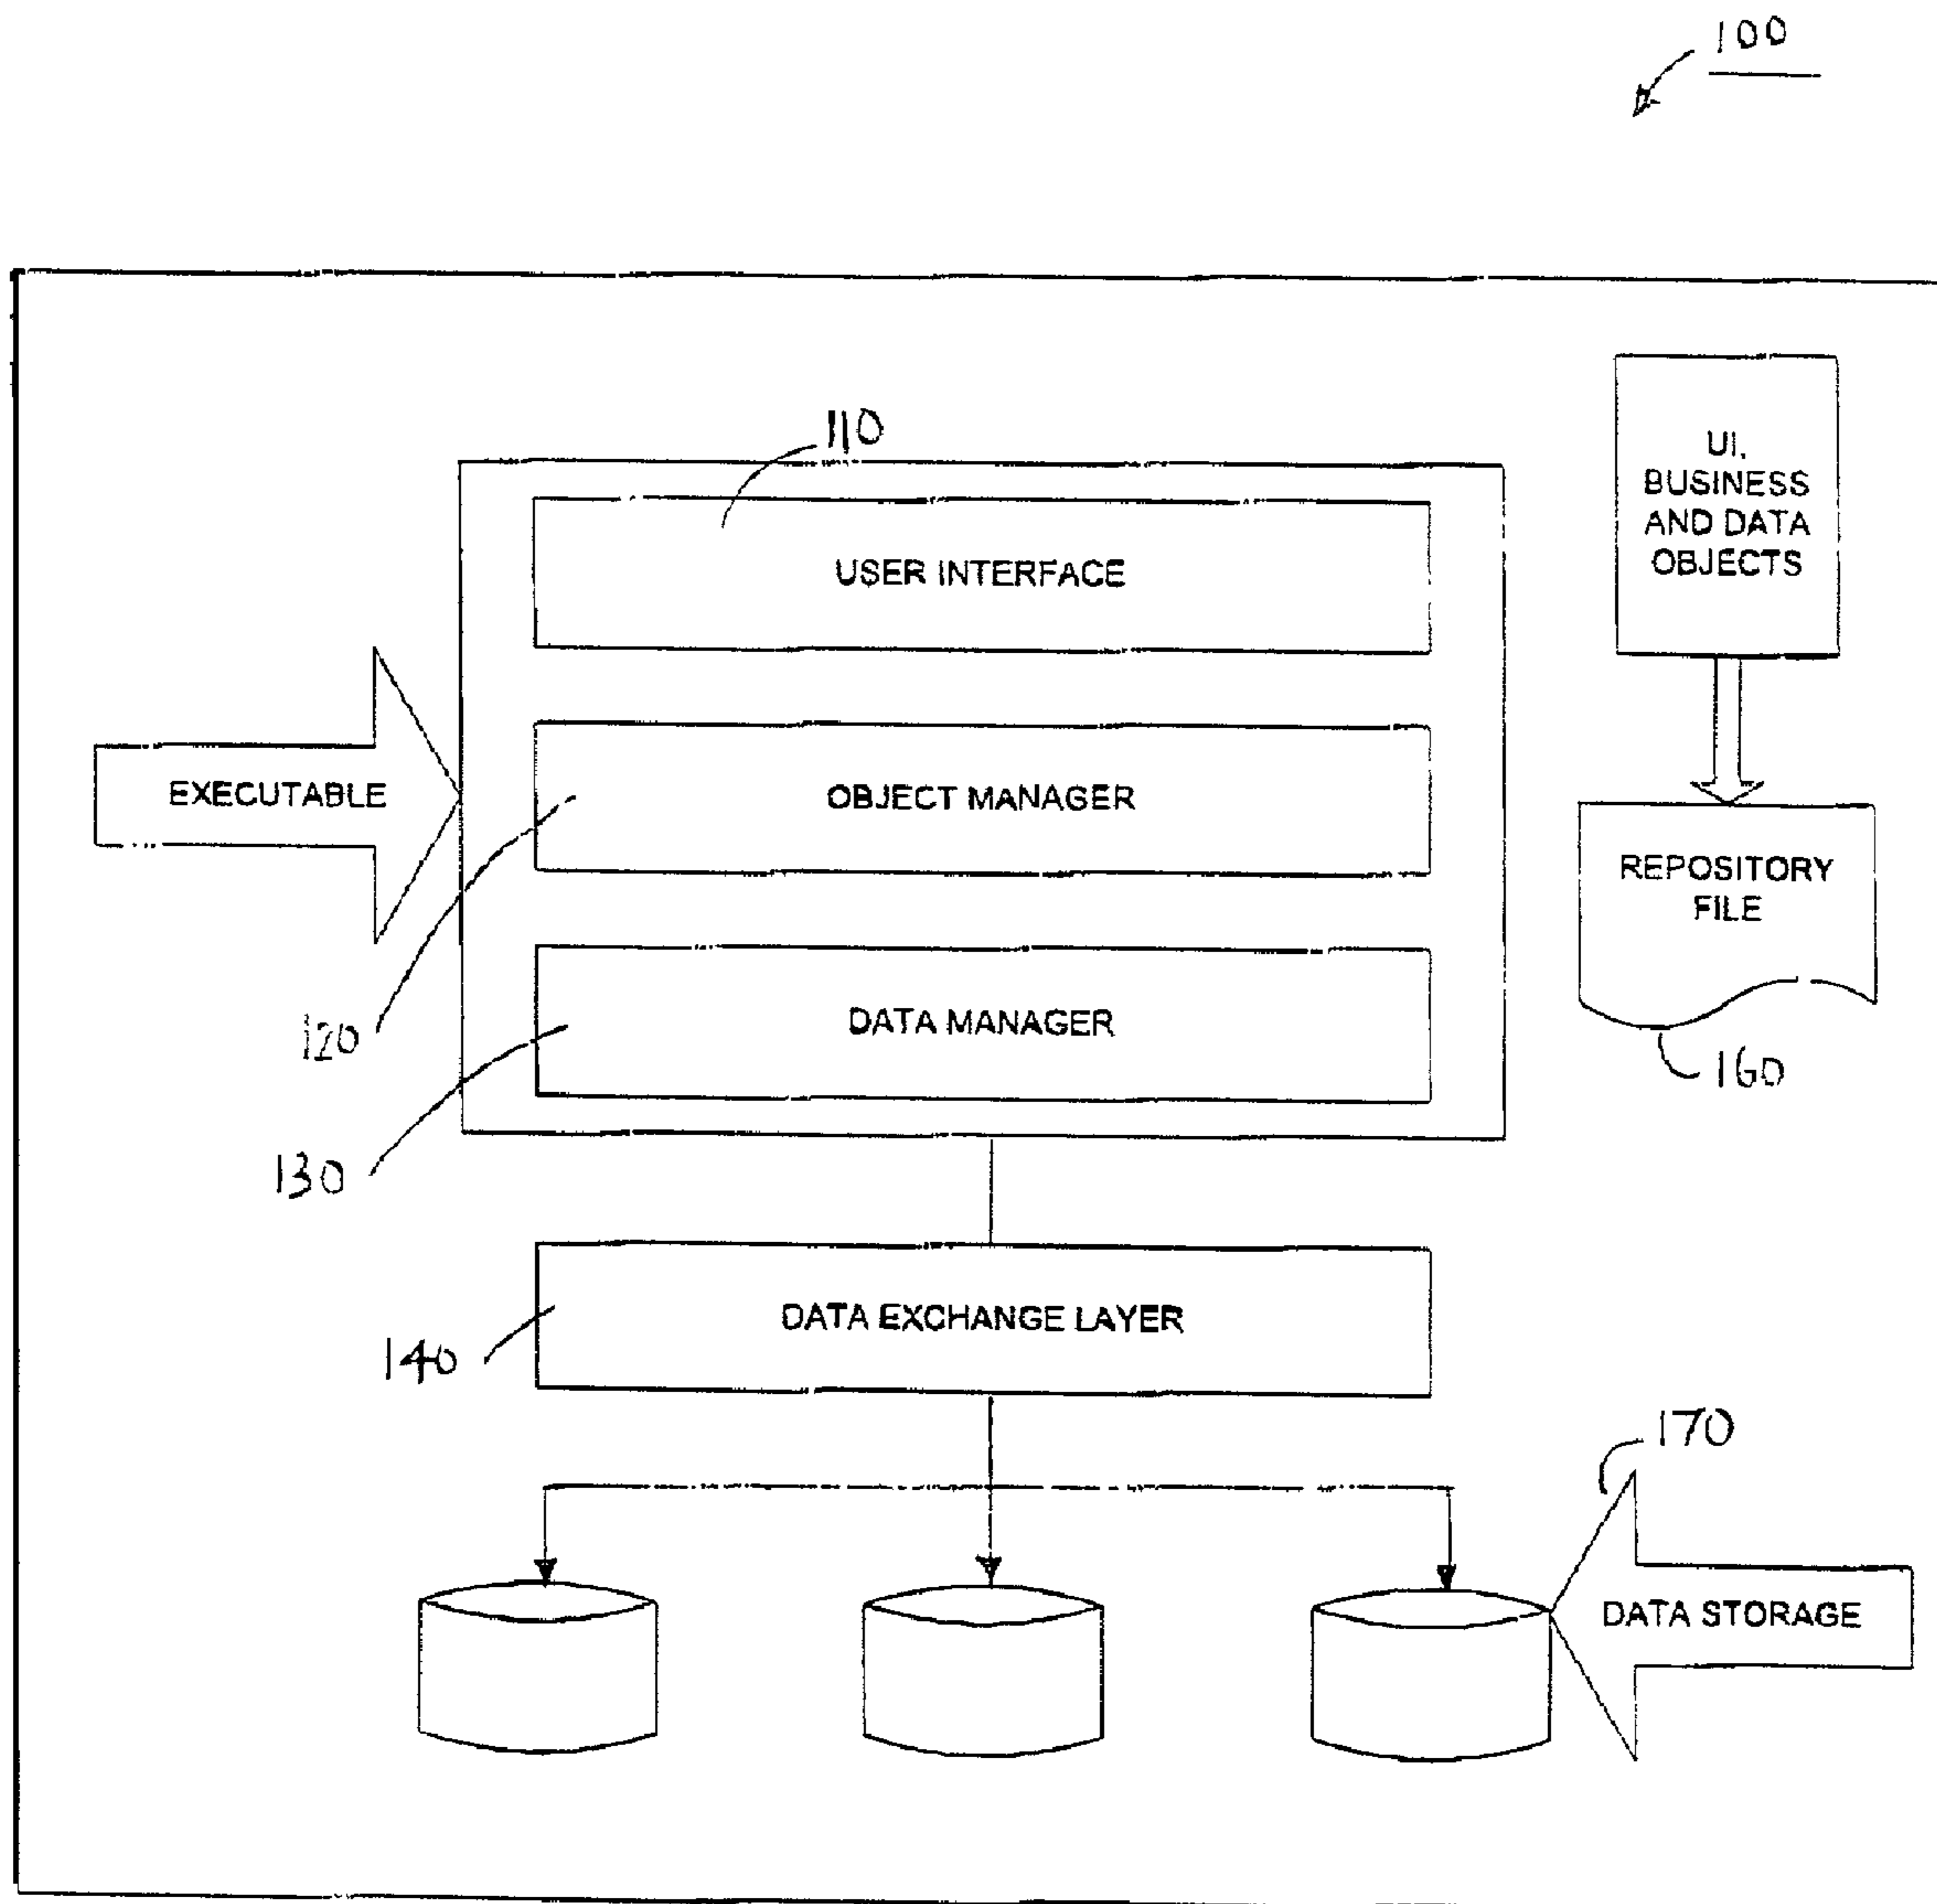 100
110
UI,
BUSINESS
AND DATA
OBJECTS
USER INTERFACE
EXECUTABLE
OBJECT MANAGER
REPOSITORY
FILE
120
DATA MANAGER
160
130
DATA EXCHANGE LAYER
140
170
DATA STORAGE